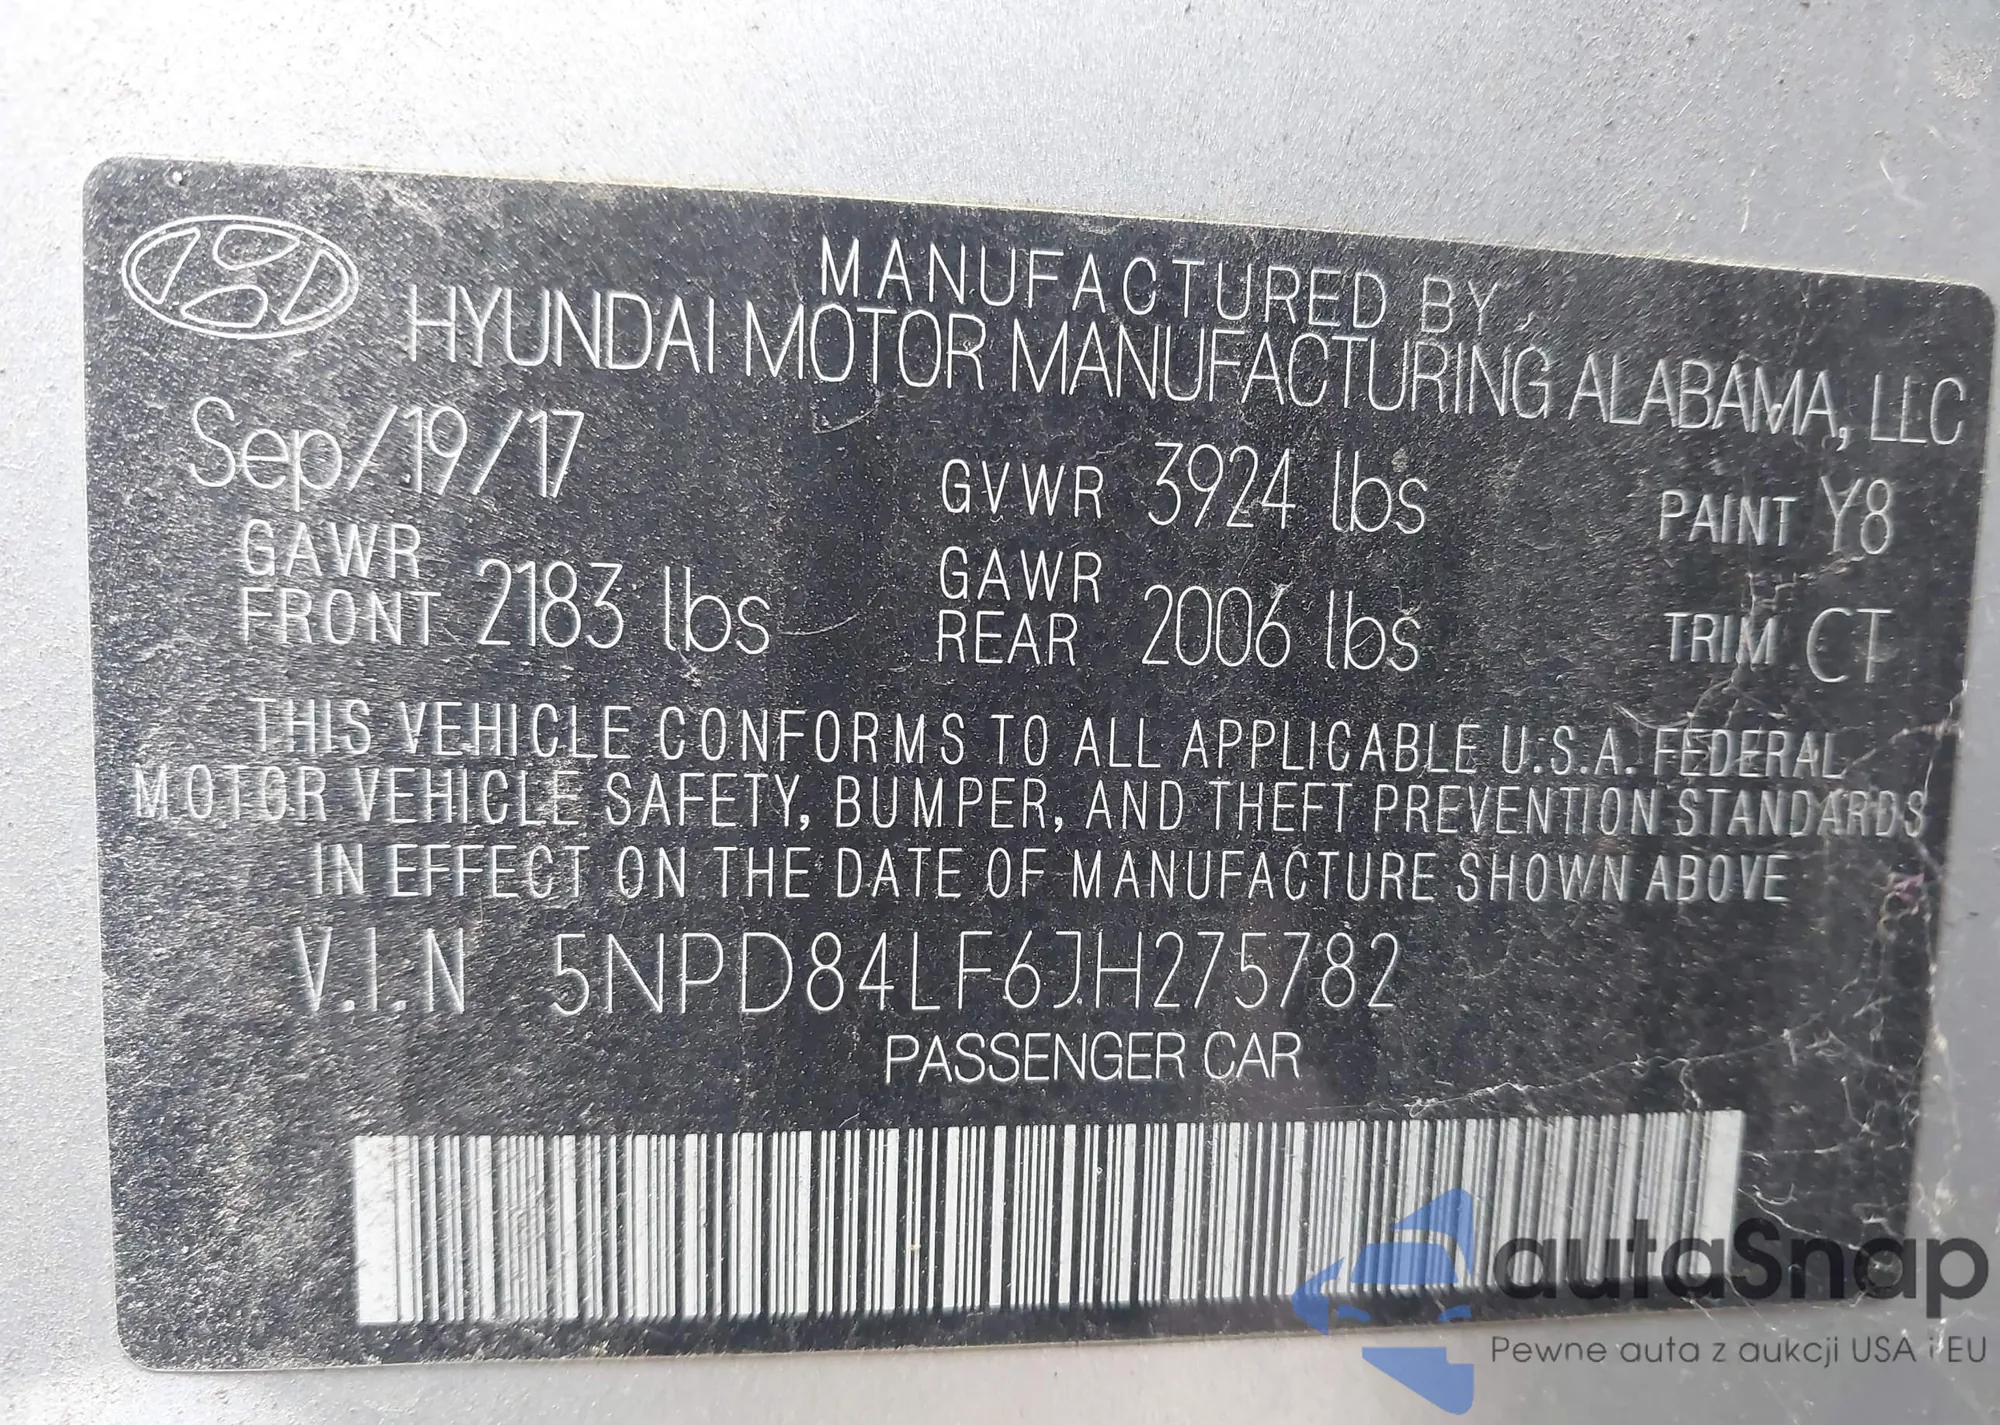 MANUFACTURED BY
HYUNDAI MOTOR MANUFACTURING ALABAMA, LLC
Sep/19/17
GVWR 3924 lbs
PAINT Y8
GAWR FRONT 2183 lbs
GAWR REAR 2006 lbs
TRIM CT
THIS VEHICLE CONFORMS TO ALL APPLICABLE U.S.A. FEDERAL
MOTOR VEHICLE SAFETY, BUMPER, AND THEFT PREVENTION STANDARDS
IN EFFECT ON THE DATE OF MANUFACTURE SHOWN ABOVE
V.I.N 5NPD84LF6JH275782
PASSENGER CAR
autaSnap
Pewne auta z aukcji USA i EU